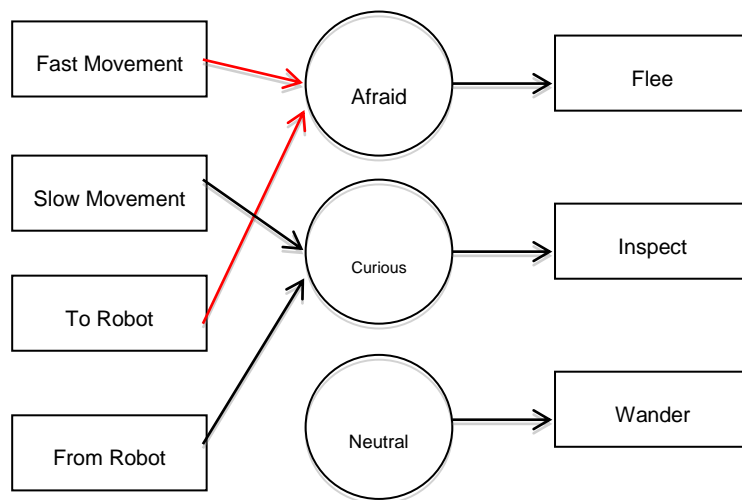 Fast Movement
Afraid
Flee
Slow Movement
Curious
Inspect
To Robot
From Robot
Neutral
Wander